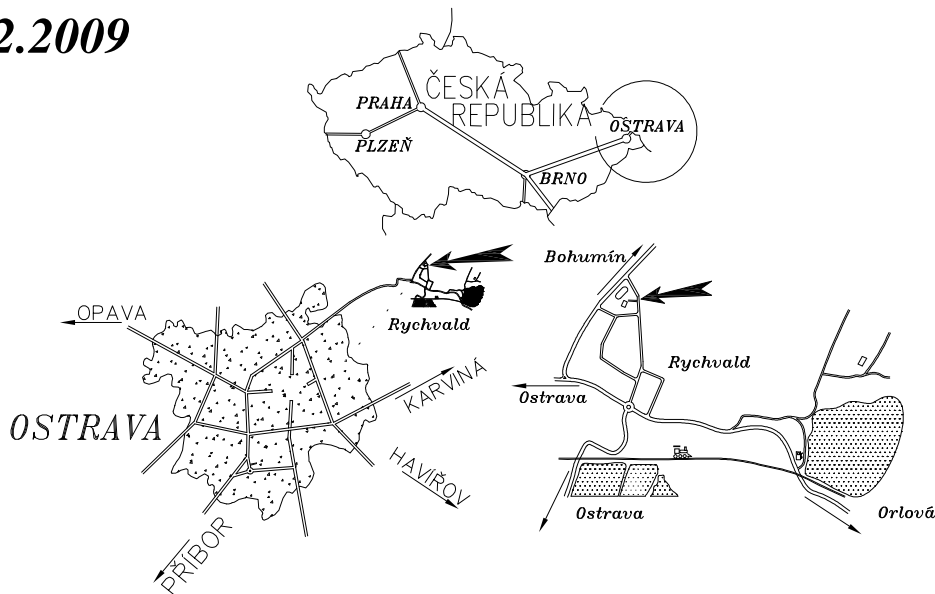 2.2009
ČESKÁ
REPUBLIKA
PRAHA
PLZEŇ
OSTRAVA
BRNO
Bohumín
OPAVA
Rychvald
Rychvald
KARVINÁ
Ostrava
OSTRAVA
HAVÍŘOV
Ostrava
Orlová
PŘÍBOR